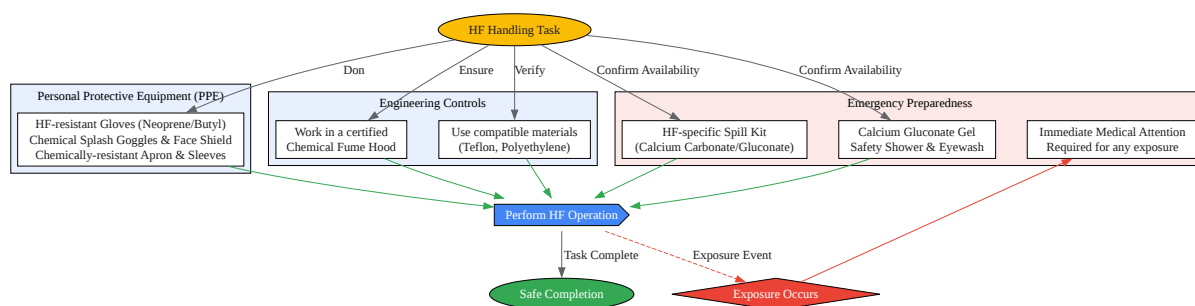 HF Handling Task
Don
Ensure
Verify
Confirm Availability
Confirm Availability
Personal Protective Equipment (PPE)
HF-resistant Gloves (Neoprene/Butyl)
Chemical Splash Goggles & Face Shield
Chemically-resistant Apron & Sleeves
Engineering Controls
Work in a certified
Chemical Fume Hood
Use compatible materials
(Teflon, Polyethylene)
Emergency Preparedness
HF-specific Spill Kit
(Calcium Carbonate/Gluconate)
Calcium Gluconate Gel
Safety Shower & Eyewash
Immediate Medical Attention
Required for any exposure
Perform HF Operation
Task Complete
Exposure Event
Safe Completion
Exposure Occurs